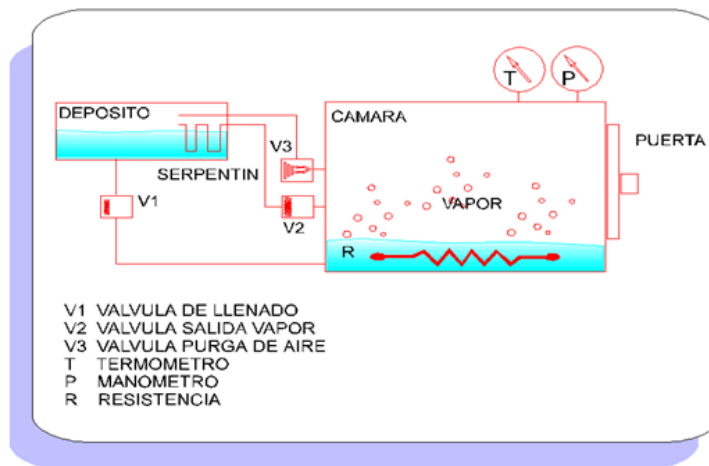 T
P
DEPOSITO
CAMARA
V3
PUERTA
SERPENTIN
V1
VAPOR
V2
R
V1 VALVULA DE LLENADO
V2 VALVULA SALIDA VAPOR
V3 VALVULA PURGA DE AIRE
T TERMOMETRO
P MANOMETRO
R RESISTENCIA